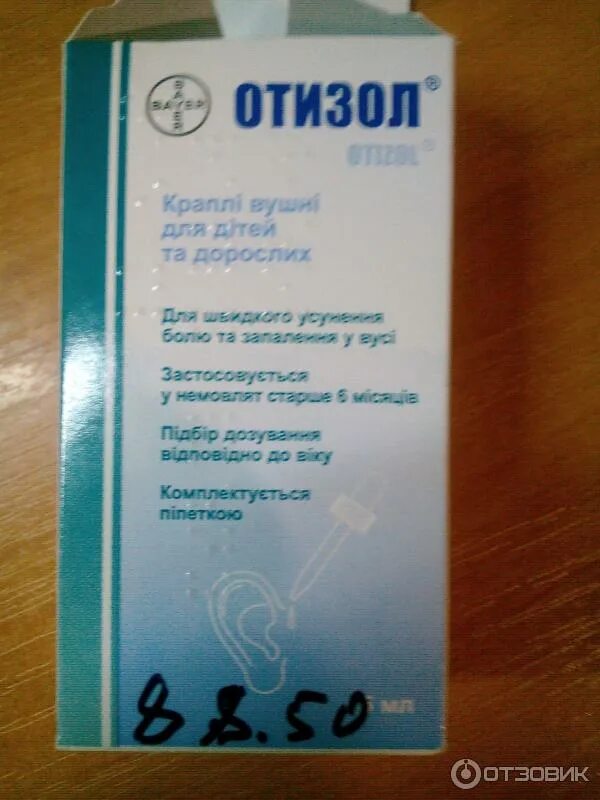 BAYER
BAYER
ОТИЗОЛ®
OTIZOL®
Краплі вушні
для дітей
та дорослих
Для швидкого усунення
болю та запалення у вусі
Застосовується
у немовлят старше 6 місяців
Підбір дозування
відповідно до віку
Комплектується
піпеткою
мл
88.50
ОТЗОВИК